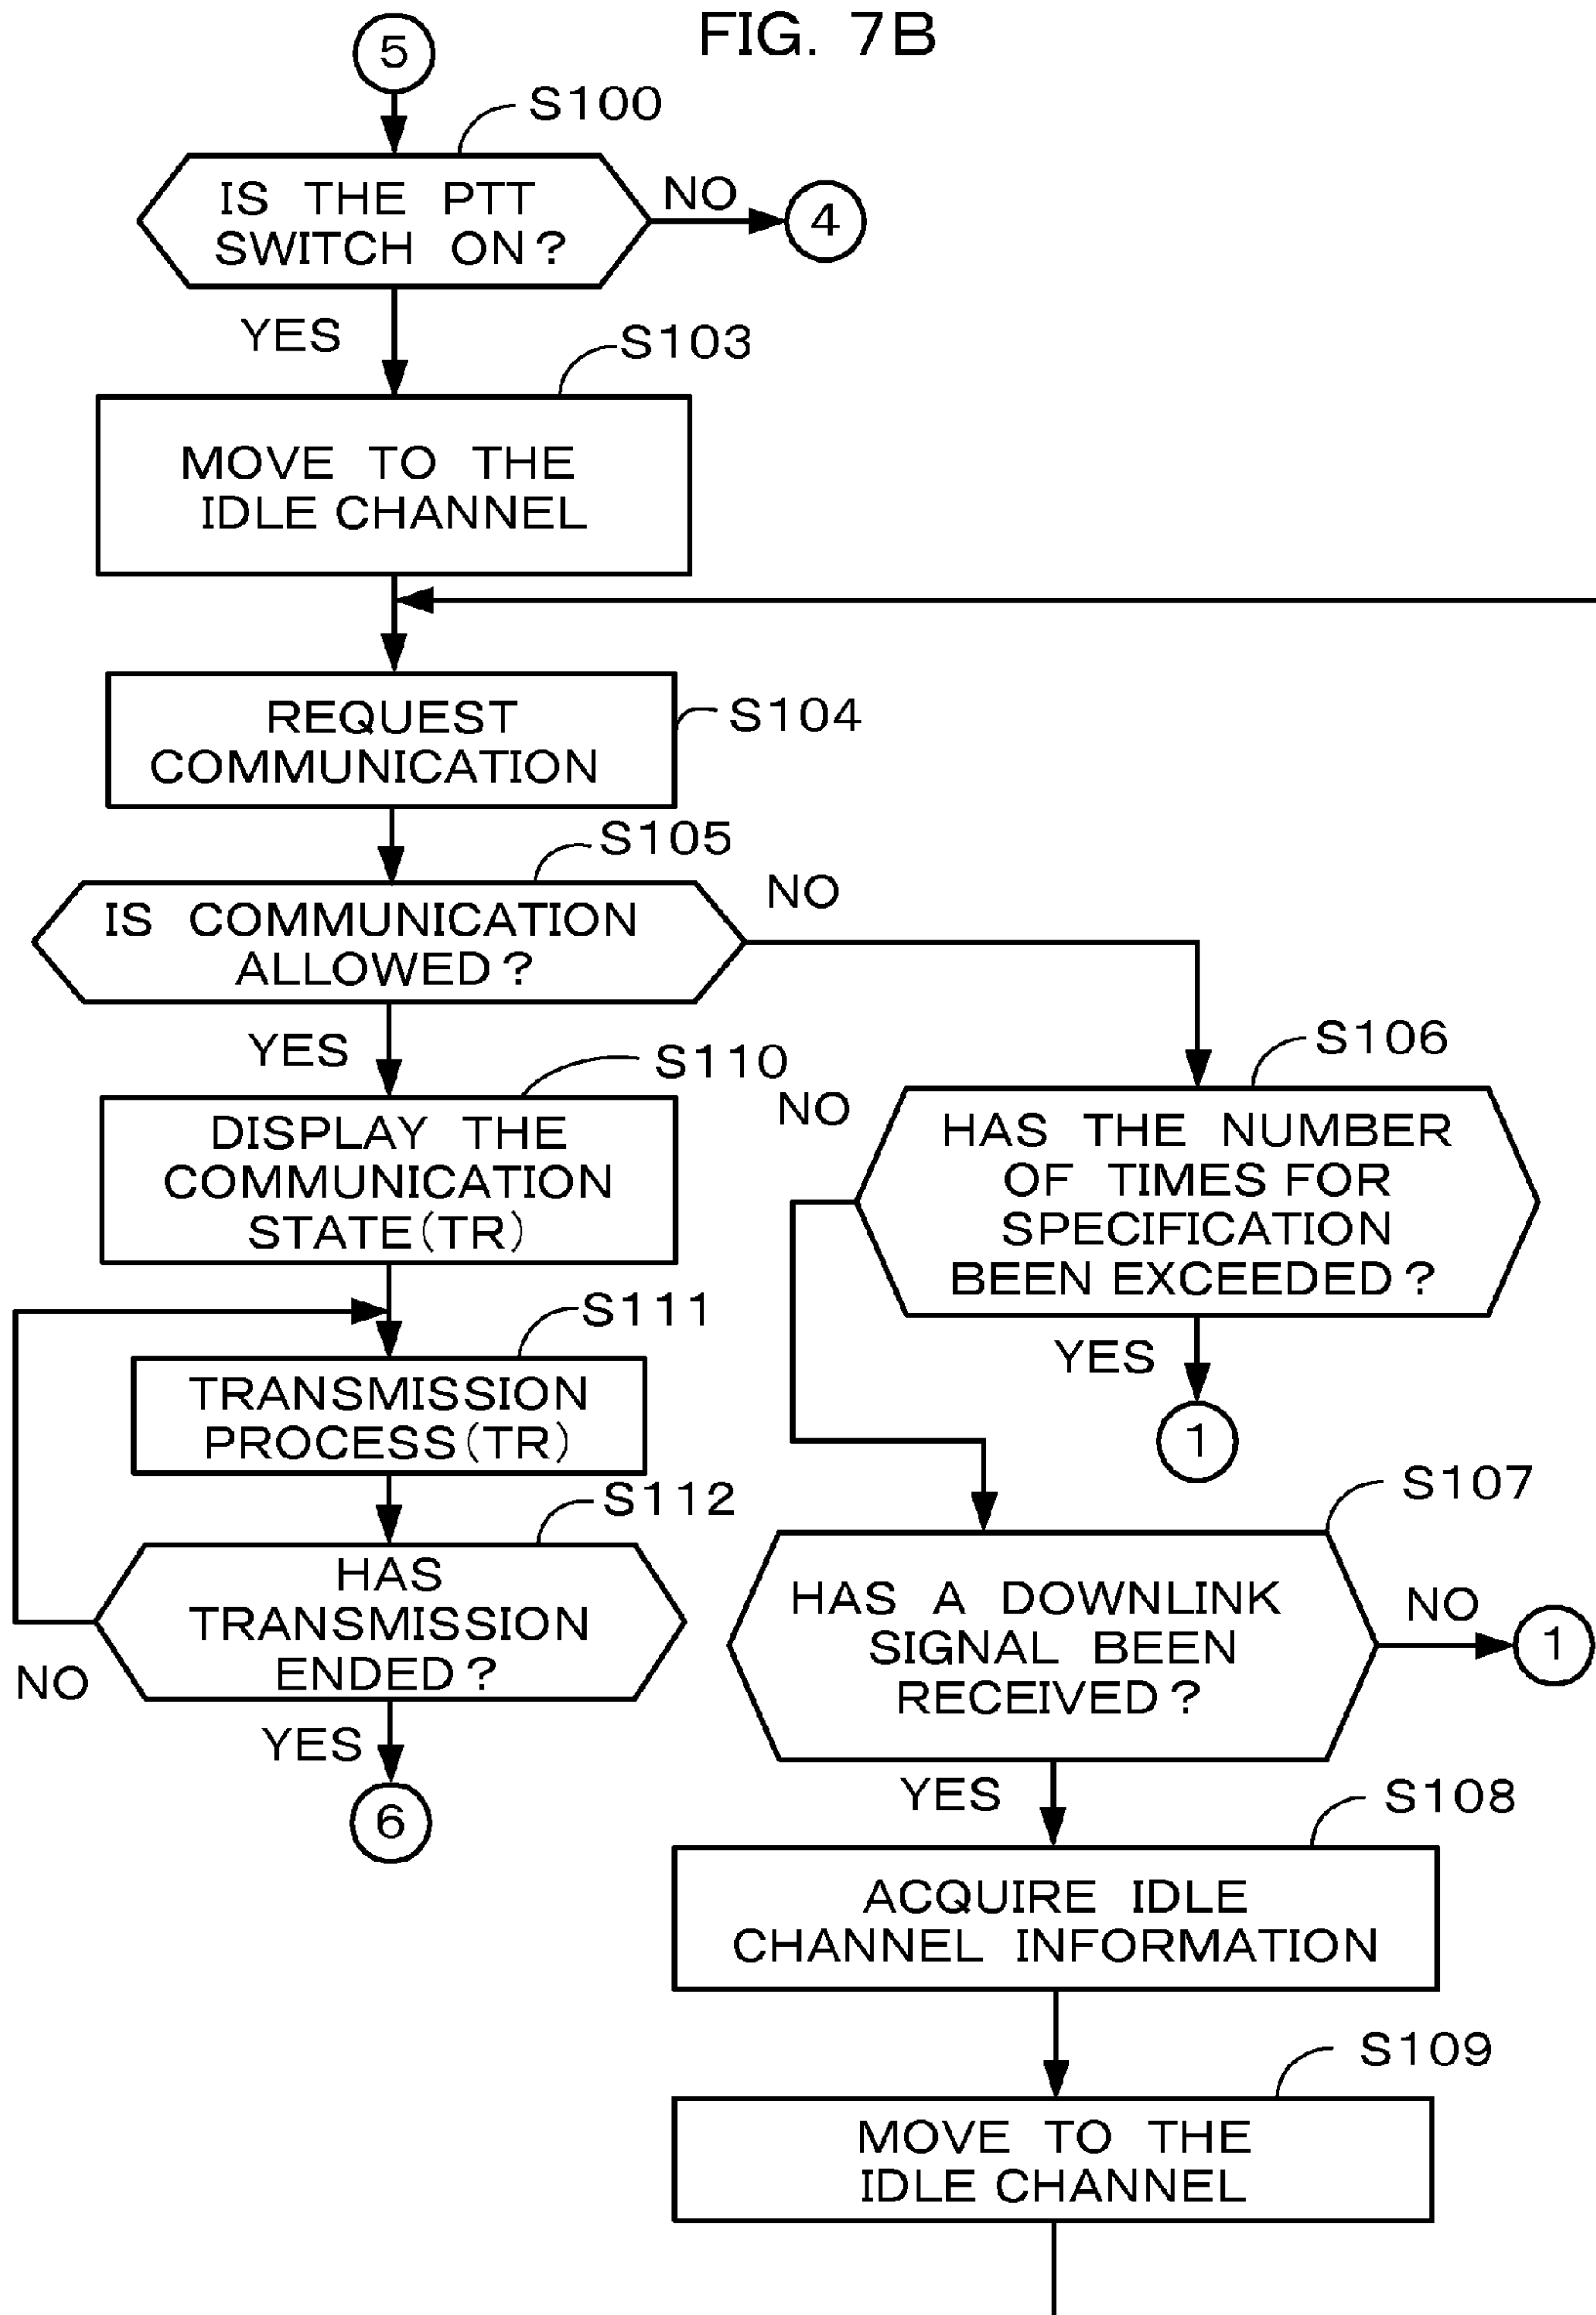 FIG. 7B
5
S100
IS THE PTT
SWITCH ON?
NO
4
YES
S103
MOVE TO THE
IDLE CHANNEL
REQUEST
COMMUNICATION
S104
S105
IS COMMUNICATION
ALLOWED?
NO
YES
S110
DISPLAY THE
COMMUNICATION
STATE(TR)
S111
TRANSMISSION
PROCESS(TR)
S112
HAS
TRANSMISSION
ENDED?
NO
YES
6
S106
NO
HAS THE NUMBER
OF TIMES FOR
SPECIFICATION
BEEN EXCEEDED?
YES
1
S107
HAS A DOWNLINK
SIGNAL BEEN
RECEIVED?
NO
1
YES
S108
ACQUIRE IDLE
CHANNEL INFORMATION
S109
MOVE TO THE
IDLE CHANNEL